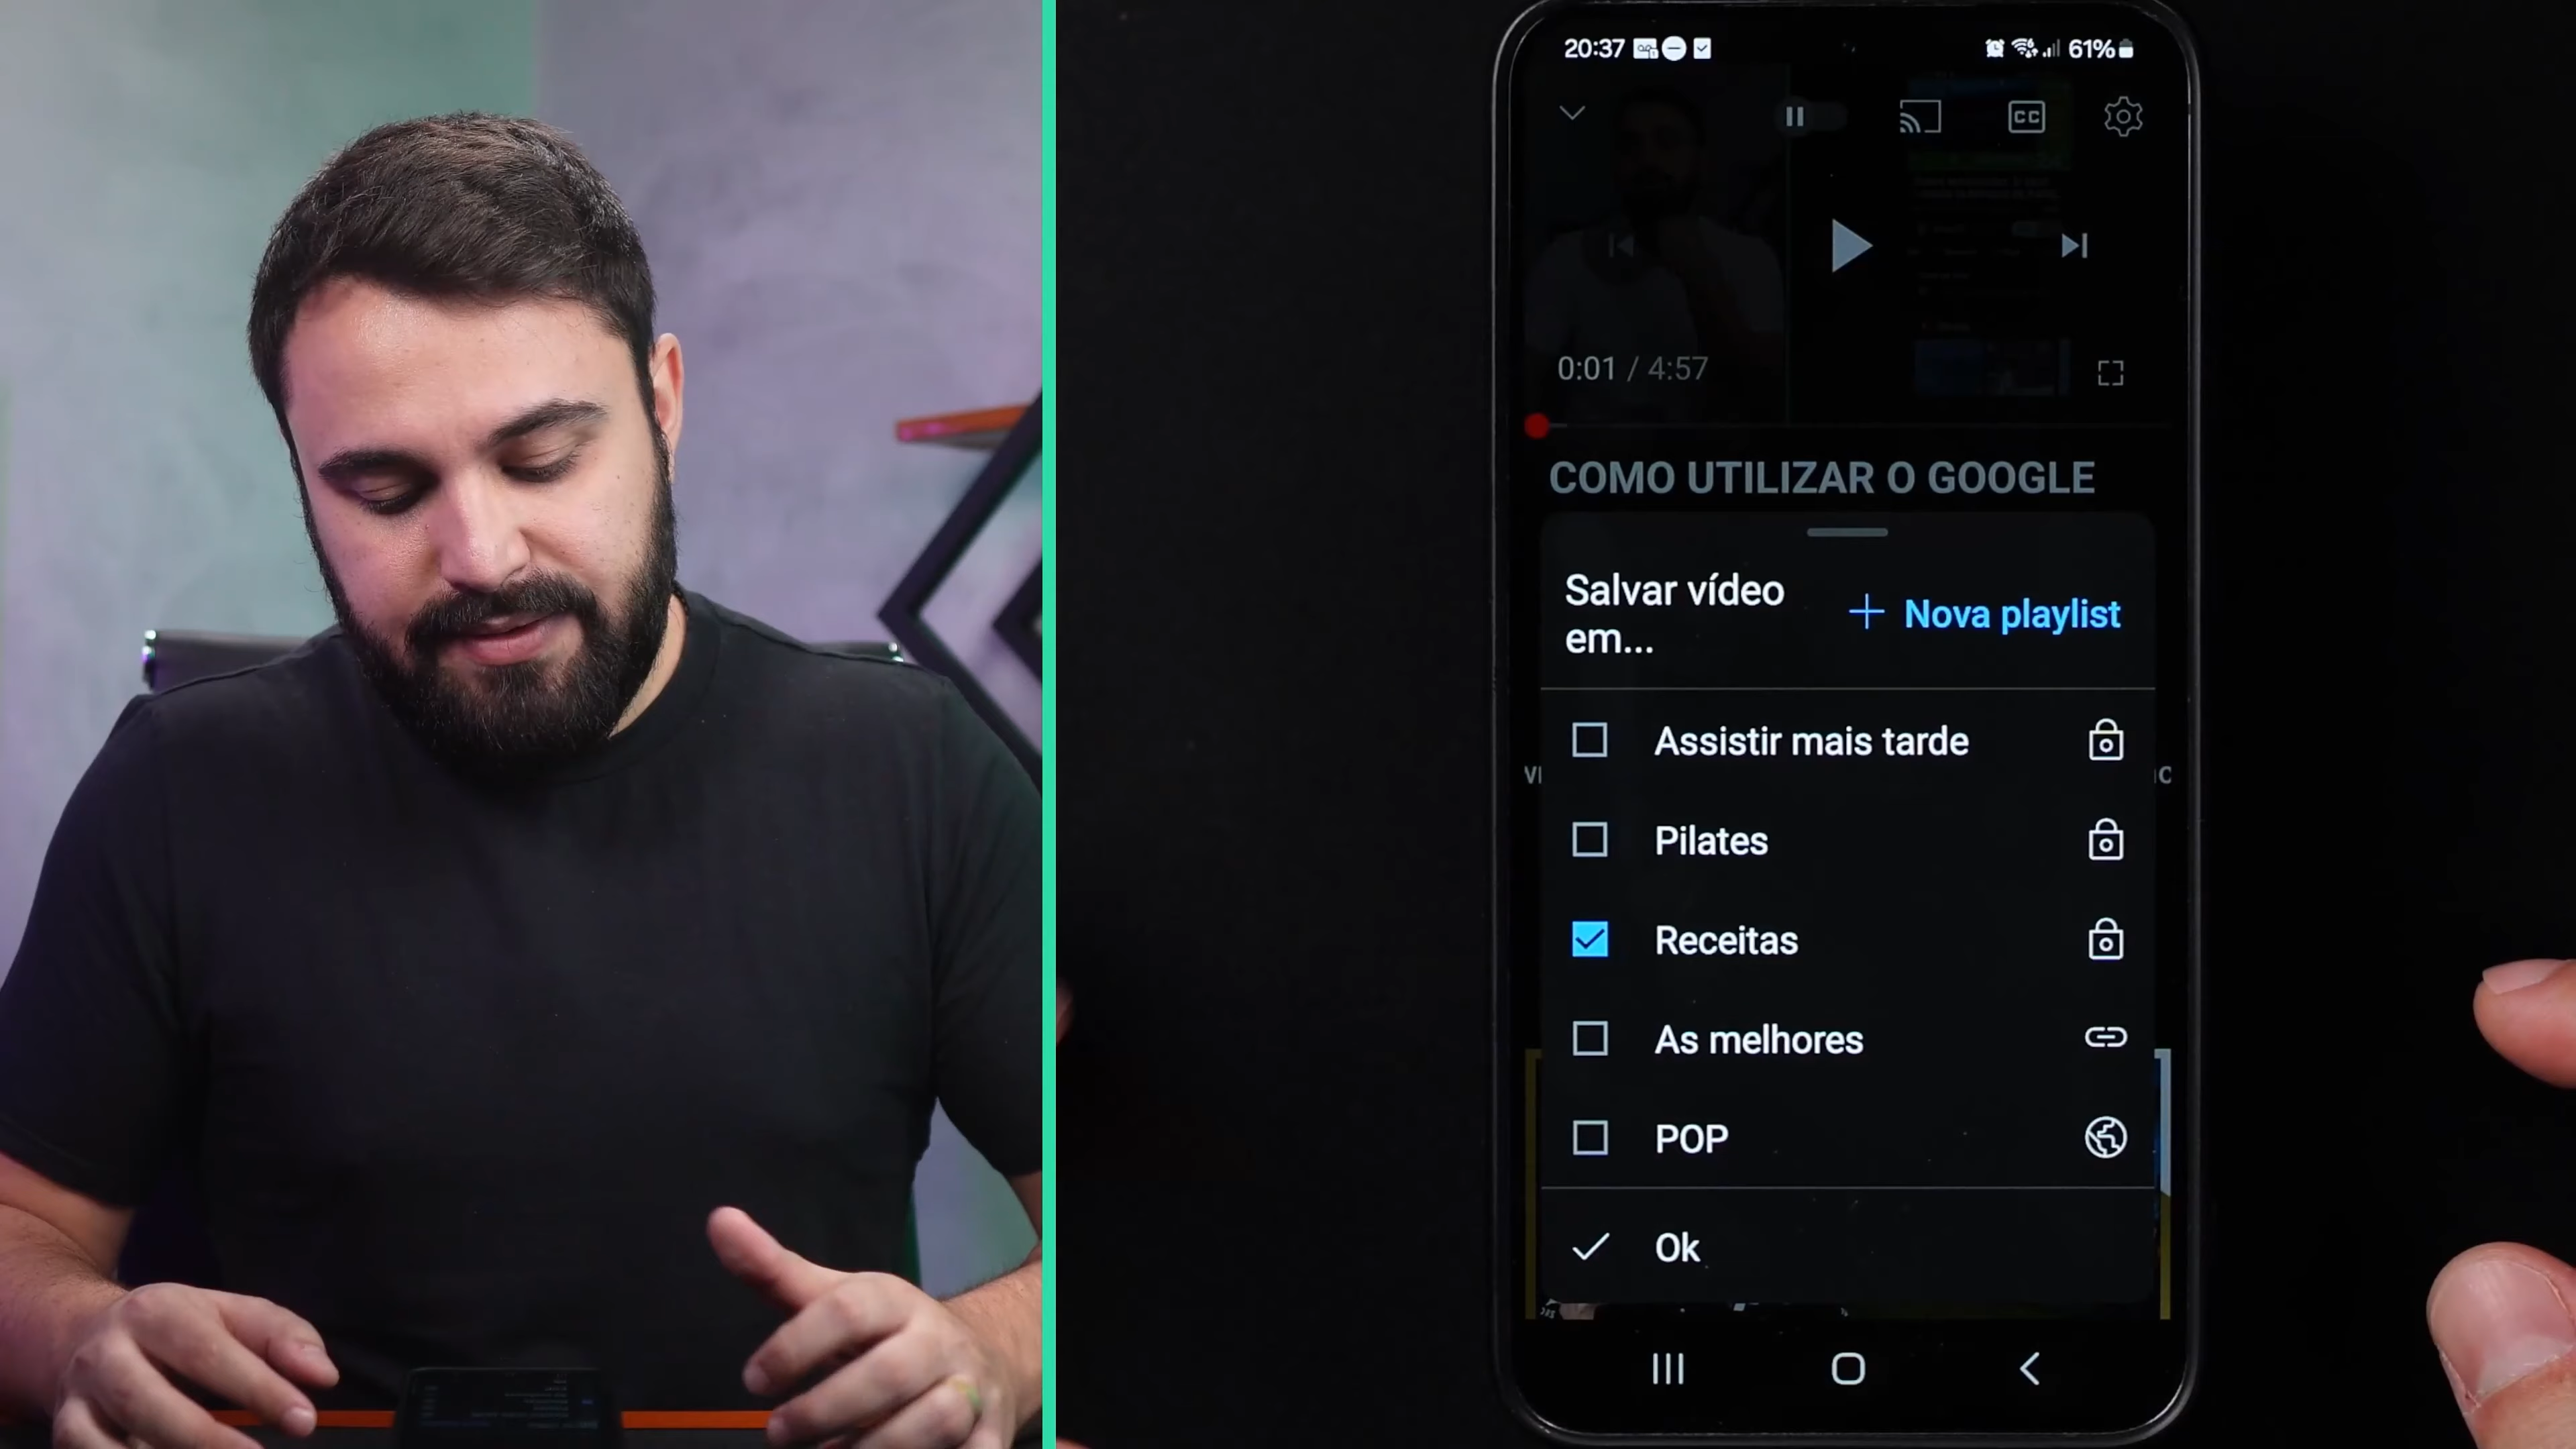 20:37
61%
CC
0:01 / 4:57
COMO UTILIZAR O GOOGLE
Salvar vídeo
em...
+ Nova playlist
Assistir mais tarde
Pilates
Receitas
As melhores
POP
Ok